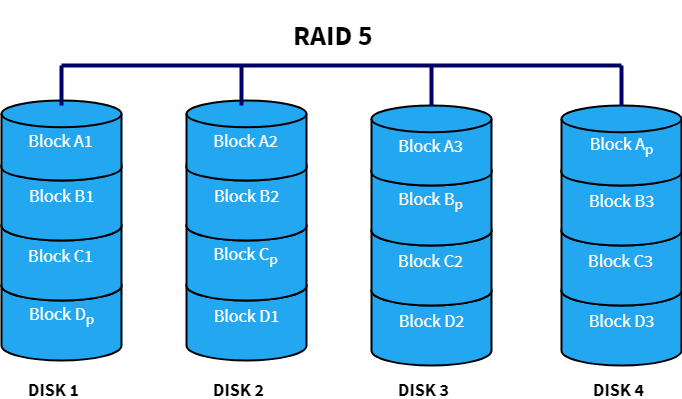 RAID 5
Block A1
Block A2
Block A3
Block Ap
Block B1
Block B2
Block Bp
Block B3
Block C1
Block Cp
Block C2
Block C3
Block Dp
Block D1
Block D2
Block D3
DISK 1
DISK 2
DISK 3
DISK 4